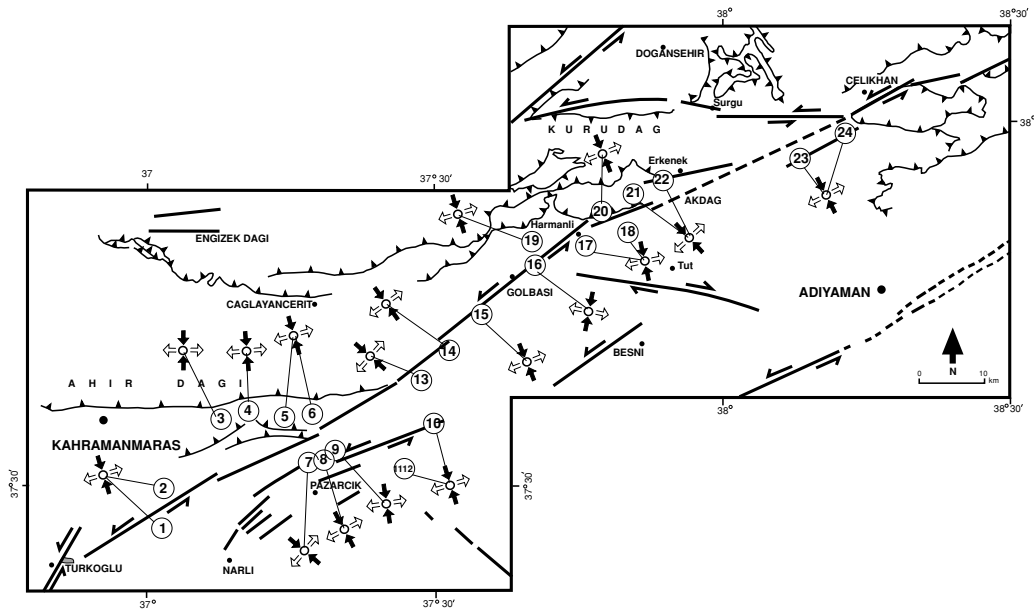 38°
38°30'
DOGANSEHIR
CELIKHAN
Surgu
KURUDAG
38°
24
23
Erkenek
22
21
AKDAG
37°
37°30'
20
Harmanli
19
18
17
16
Tut
ENGIZEK DAGI
GOLBASI
ADIYAMAN
CAGLAYANCERIT
15
14
BESNI
13
N
0 10
km
AHIR DAGI
38°
38°30'
3
4
5
6
KAHRAMANMARAS
10
9
8
7
1112
2
PAZARCIK
37°30'
37°30'
1
TURKOGLU
NARLI
37°
37°30'